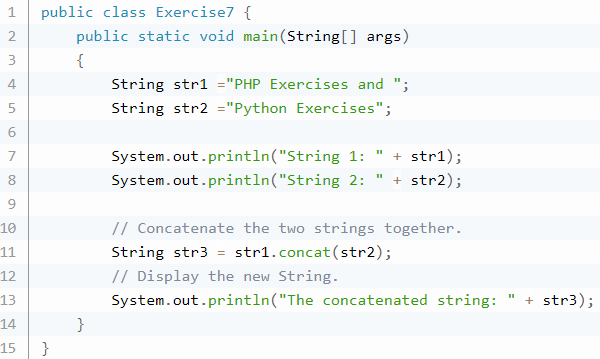 1 public class Exercise7 {
2     public static void main(String[] args)
3     {
4         String str1 ="PHP Exercises and ";
5         String str2 ="Python Exercises";
6
7         System.out.println("String 1: " + str1);
8         System.out.println("String 2: " + str2);
9
10         // Concatenate the two strings together.
11         String str3 = str1.concat(str2);
12         // Display the new String.
13         System.out.println("The concatenated string: " + str3);
14     }
15 }